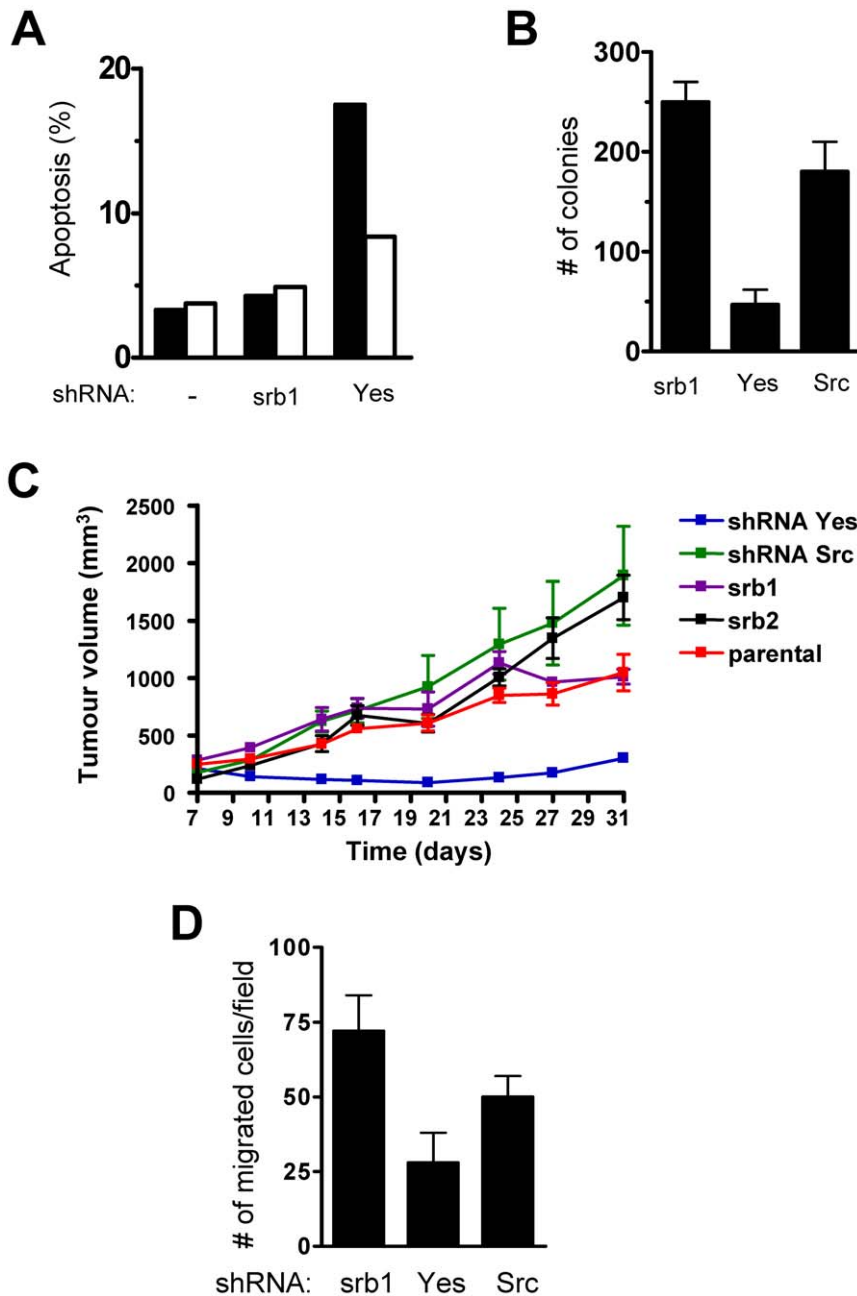 A
20
10
0
Apoptosis (%)
shRNA: - srb1 Yes
B
300
200
100
0
# of colonies
srb1 Yes Src
C
2500
2000
1500
1000
500
0
Tumour volume (mm³)
7 9 11 13 15 17 19 21 23 25 27 29 31
Time (days)
shRNA Yes
shRNA Src
srb1
srb2
parental
D
100
75
50
25
0
# of migrated cells/field
shRNA: srb1 Yes Src